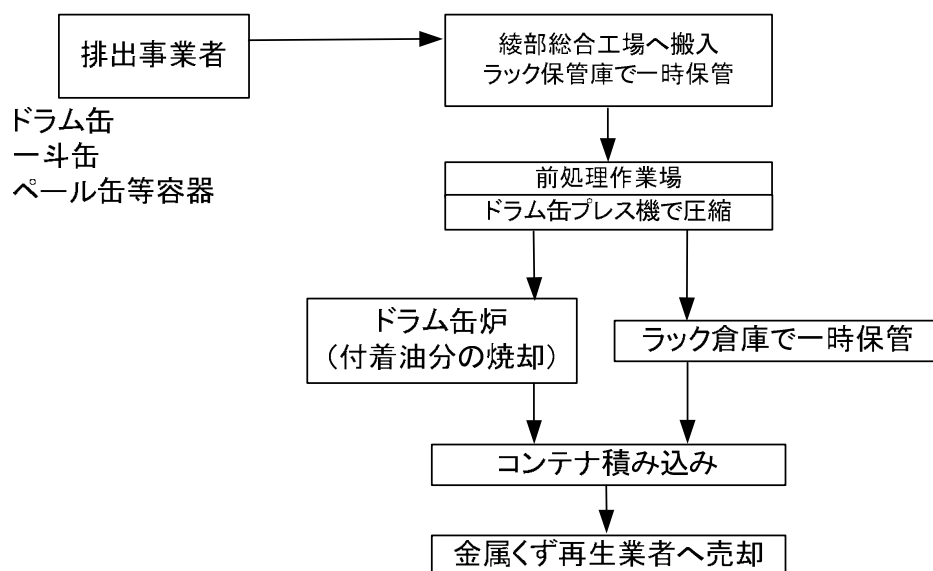 排出事業者
ドラム缶
一斗缶
ペール缶等容器
綾部総合工場へ搬入
ラック保管庫で一時保管
前処理作業場
ドラム缶プレス機で圧縮
ドラム缶炉
（付着油分の焼却）
ラック倉庫で一時保管
コンテナ積み込み
金属くず再生業者へ売却